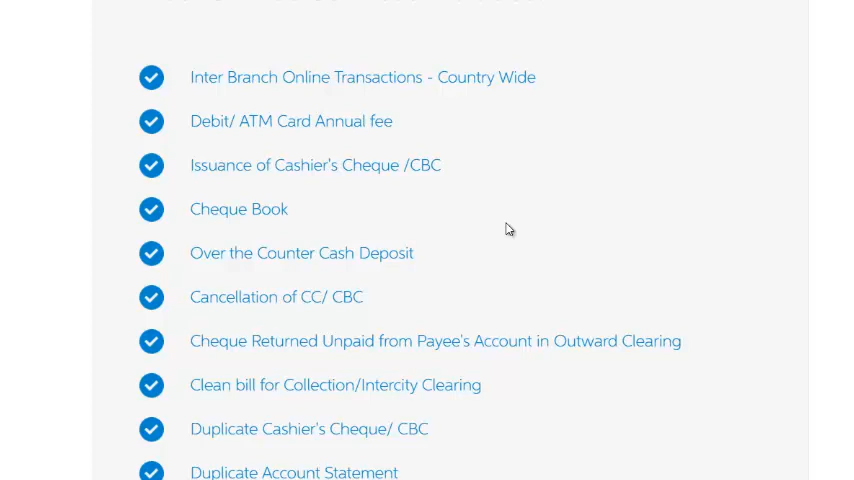 Inter Branch Online Transactions - Country Wide
Debit/ ATM Card Annual fee
Issuance of Cashier's Cheque /CBC
Cheque Book
Over the Counter Cash Deposit
Cancellation of CC/ CBC
Cheque Returned Unpaid from Payee's Account in Outward Clearing
Clean bill for Collection/Intercity Clearing
Duplicate Cashier's Cheque/ CBC
Duplicate Account Statement